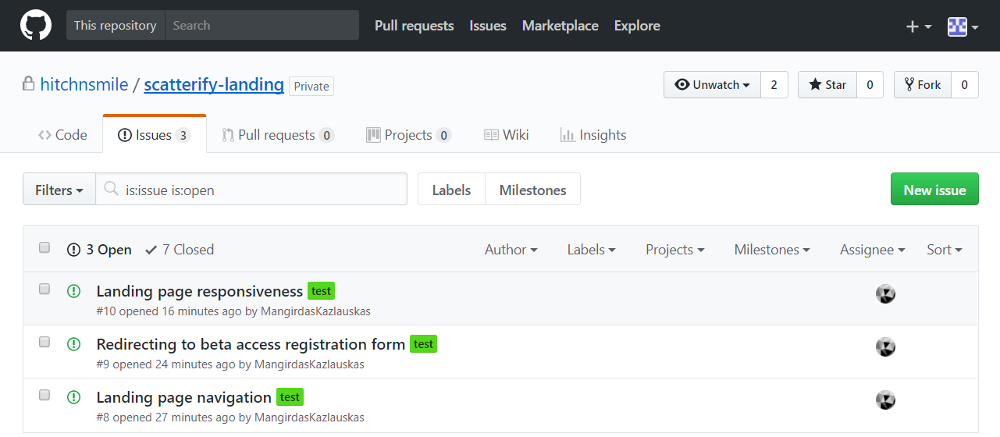 This repository Search Pull requests Issues Marketplace Explore
hitchnsmile / scatterify-landing Private Unwatch 2 Star 0 Fork 0
Code Issues 3 Pull requests 0 Projects 0 Wiki Insights
Filters is:issue is:open Labels Milestones New issue
3 Open 7 Closed Author Labels Projects Milestones Assignee Sort
Landing page responsiveness test
#10 opened 16 minutes ago by MangirdasKazlauskas
Redirecting to beta access registration form test
#9 opened 24 minutes ago by MangirdasKazlauskas
Landing page navigation test
#8 opened 27 minutes ago by MangirdasKazlauskas